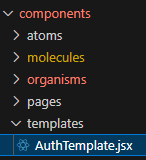 components
atoms
molecules
organisms
pages
templates
AuthTemplate.jsx